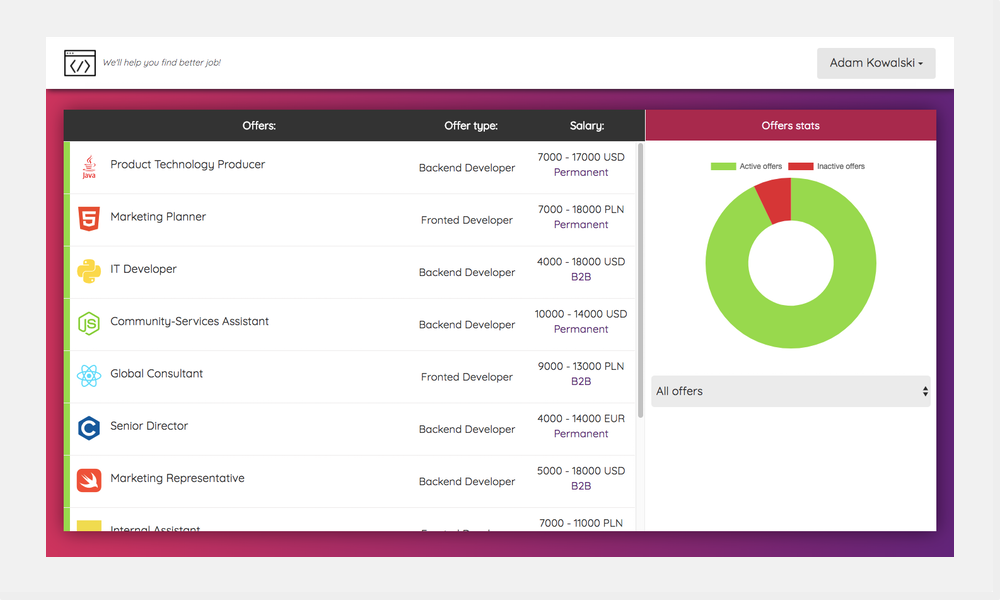 We'll help you find better job!
Adam Kowalski
Offers: Offer type: Salary:
Java
Product Technology Producer
Backend Developer
7000 - 17000 USD
Permanent
5
Marketing Planner
Fronted Developer
7000 - 18000 PLN
Permanent
IT Developer
Backend Developer
4000 - 18000 USD
B2B
JS
Community-Services Assistant
Backend Developer
10000 - 14000 USD
Permanent
Global Consultant
Fronted Developer
9000 - 13000 PLN
B2B
C
Senior Director
Backend Developer
4000 - 14000 EUR
Permanent
Marketing Representative
Backend Developer
5000 - 18000 USD
B2B
Internal Assistant
7000 - 11000 PLN
Offers stats
Active offers Inactive offers
All offers